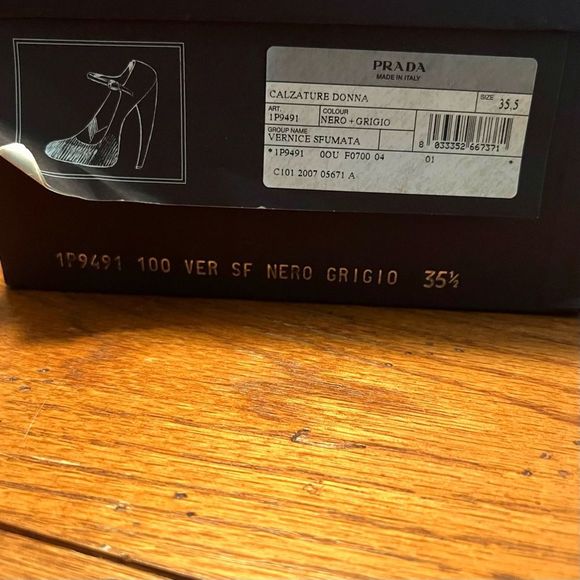 PRADA
MADE IN ITALY
CALZATURE DONNA
SIZE
35,5
ART.
1P9491
COLOUR
NERO + GRIGIO
GROUP NAME
VERNICE SFUMATA
8 033352 667371
*1P9491 0OU F0700 04 01 *
C101 2007 05671 A
1P9491 100 VER SF NERO GRIGIO 35½